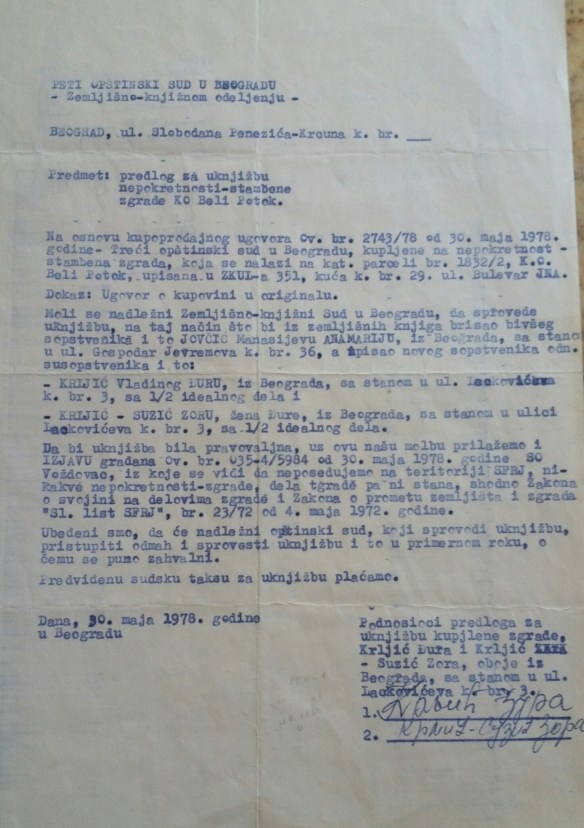 PETI OPŠTINSKI SUD U BEOGRADU
- Zemljišno-knjižnom odeljenju -
BEOGRAD, ul. Slobodana Penezića-Krcuna k. br. ___
Predmet: predlog za uknjižbu
nepokretnosti-stambene
zgrade KO Beli Potok.
Na osnovu kupoprodajnog ugovora Ov. br. 2743/78 od 30. maja 1978.
godine- Treći opštinski sud u Beogradu, kupljene na nepokretnost -
stambena zgrada, koja se nalazi na kat. parceli br. 1832/2, K.O.
Beli Potok, upisana u ZKUL-a 351, kuća k. br. 29. ul. Bulevar JNA.
Dokaz: Ugovor o kupovini u originalu.
Moli se nadležni Zemljišno-knjižni Sud u Beogradu, da sprovede
uknjižbu, na taj način što bi iz zemljišnih knjiga brisao bivšeg
sopstvenika i to JOVČIĆ Manasijevu ANAMARIJU, iz Beograda, sa stanom
u ul. Gospodar Jevremova k. br. 36, a upisao novog sopstvenika odn.
susopstvenika i to:
- KRLJIĆ Vladinog ĐURU, iz Beograda, sa stanom u ul. Lackovićeva
k. br. 3, sa 1/2 idealnog dela i
- KRLJIĆ - SUZIĆ ZORU, žena Đure, iz Beograda, sa stanom u ulici
Lackovićeva k. br. 3, sa 1/2 idealnog dela.
Da bi uknjižba bila pravovaljna, uz ovu našu molbu prilažemo i
IZJAVU građana Ov. br. 035-4/5984 od 30. maja 1978. godine SO
Voždovac, iz koje se vidi da neposedujemo na teritoriji SFRJ, ni-
kakve nepokretnosti-zgrade, dela zgrade pa ni stana, shodno Zakona
o svojini na delovima zgrade i Zakona o prometu zemljišta i zgrada
"Sl. list SFRJ", br. 23/72 od 4. maja 1972. godine.
Ubeđeni smo, da će nadležni opštinski sud, koji sprovodi uknjižbu,
pristupiti odmah i sprovesti uknjižbu i to u primernom roku, o
čemu se puno zahvalni.
Predviđenu sudsku taksu za uknjižbu plaćamo.
Dana, 30. maja 1978. godine
u Beogradu
Podnosioci predloga za
uknjižbu kupjlene zgrade,
Krljić Đura i Krljić
- Suzić Zora, oboje iz
Beograda, sa stanom u ul.
Lackovićeva k. br. 3.
1.
2. Крлић-Сузић Зора